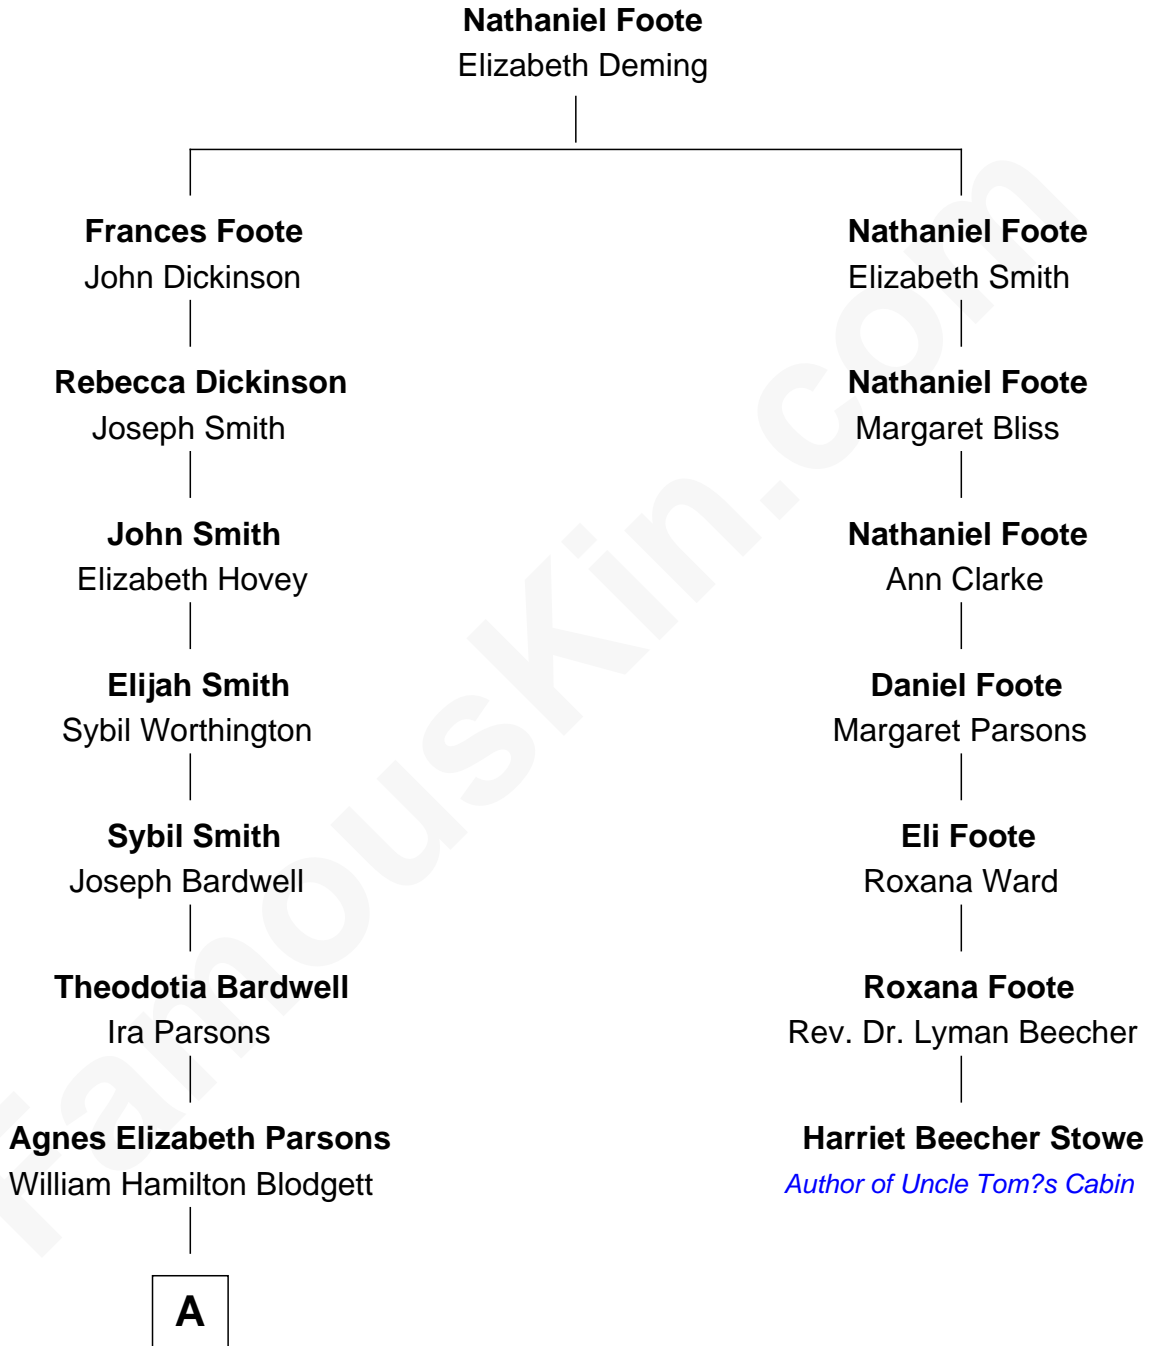 Nathaniel Foote
Elizabeth Deming
Frances Foote
John Dickinson
Nathaniel Foote
Elizabeth Smith
Rebecca Dickinson
Joseph Smith
Nathaniel Foote
Margaret Bliss
John Smith
Elizabeth Hovey
Nathaniel Foote
Ann Clarke
Elijah Smith
Sybil Worthington
Daniel Foote
Margaret Parsons
Sybil Smith
Joseph Bardwell
Eli Foote
Roxana Ward
Theodotia Bardwell
Ira Parsons
Roxana Foote
Rev. Dr. Lyman Beecher
Agnes Elizabeth Parsons
William Hamilton Blodgett
Harriet Beecher Stowe
Author of Uncle Tom?s Cabin
A
FamousKin.com